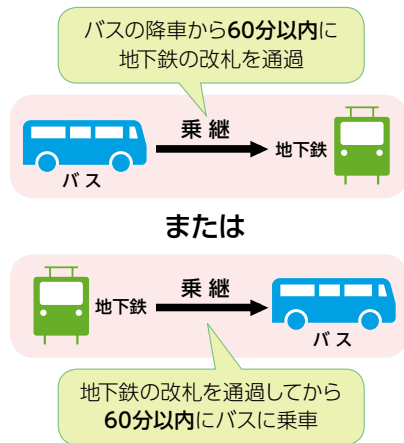 バスの降車から60分以内に
地下鉄の改札を通過
乗 継
地下鉄
バ ス
または
乗 継
地下鉄
バ ス
地下鉄の改札を通過してから
60分以内にバスに乗車